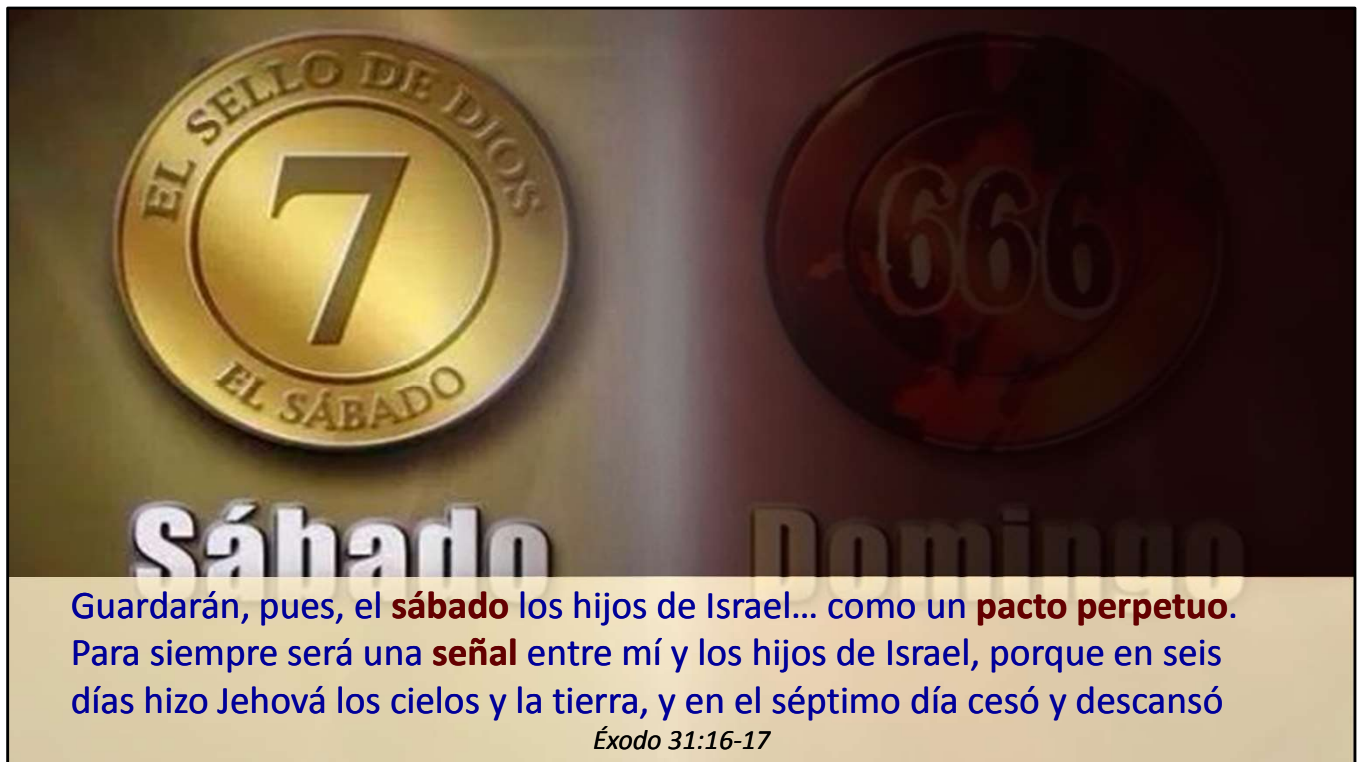 EL SELLO DE DIOS
7
EL SÁBADO
666
Sábado
Domingo
Guardarán, pues, el sábado los hijos de Israel... como un pacto perpetuo.
Para siempre será una señal entre mí y los hijos de Israel, porque en seis
días hizo Jehová los cielos y la tierra, y en el séptimo día cesó y descansó
Éxodo 31:16-17